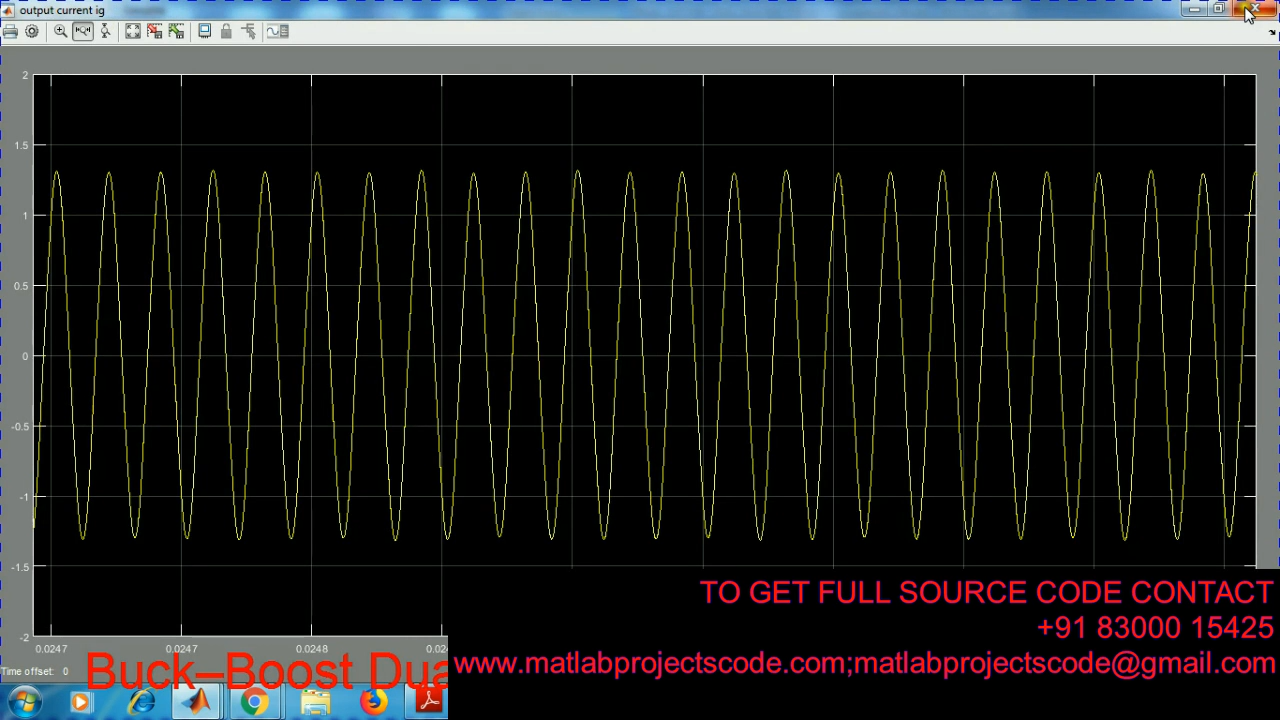 output current ig
2
1.5
1
0.5
0
-0.5
-1
-1.5
-2
0.0247
0.0247
0.0248
Time offset: 0
TO GET FULL SOURCE CODE CONTACT
+91 83000 15425
www.matlabprojectscode.com;matlabprojectscode@gmail.com
Buck–Boost Dua